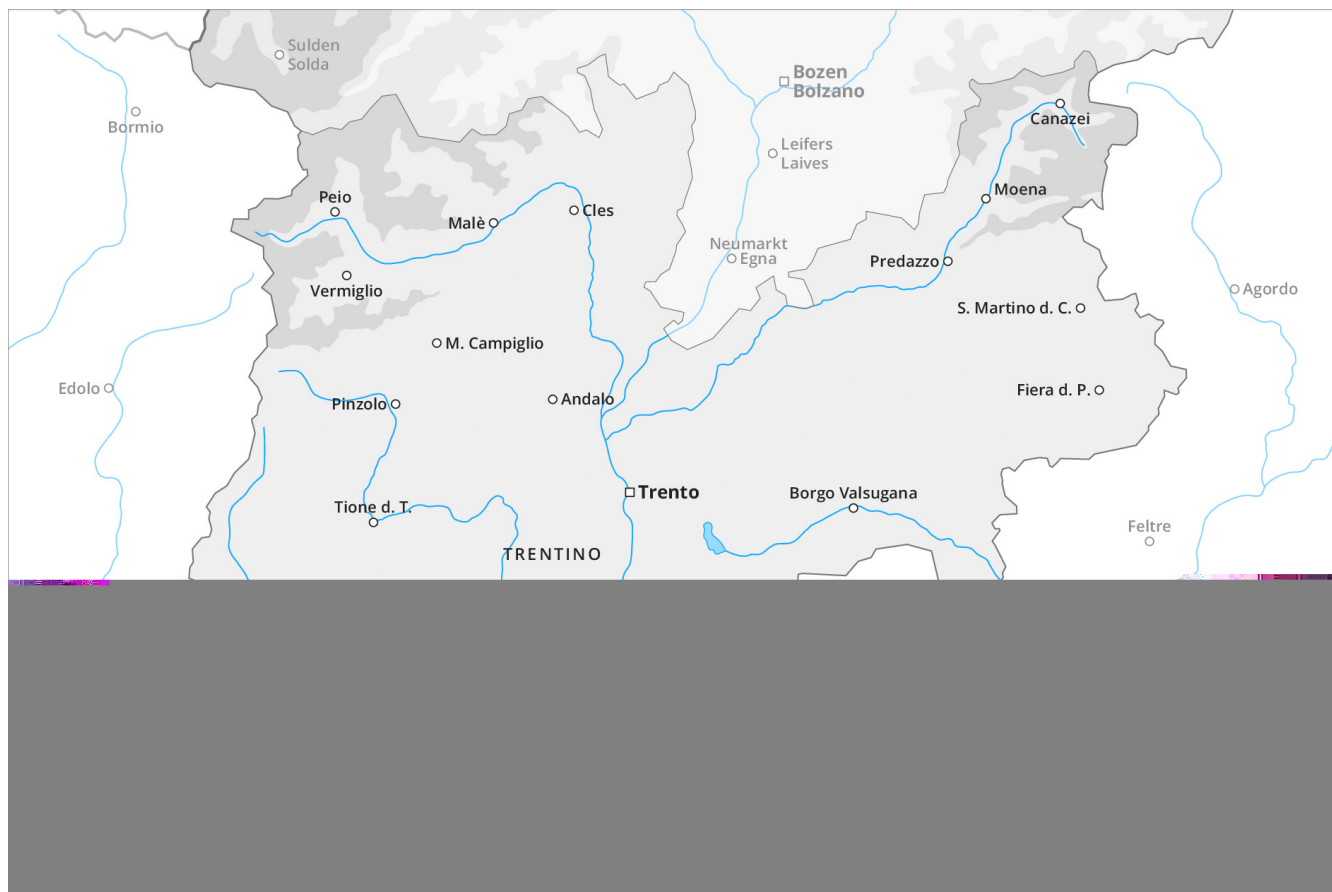 Sulden
Solda
Bozen
Bolzano
Bormio
Canazei
Leifers
Laives
Moena
Peio
Malè
Cles
Neumarkt
Egna
Predazzo
Vermiglio
Agordo
S. Martino d. C.
M. Campiglio
Edolo
Fiera d. P.
Pinzolo
Andalo
Trento
Borgo Valsugana
Tione d. T.
Feltre
TRENTINO